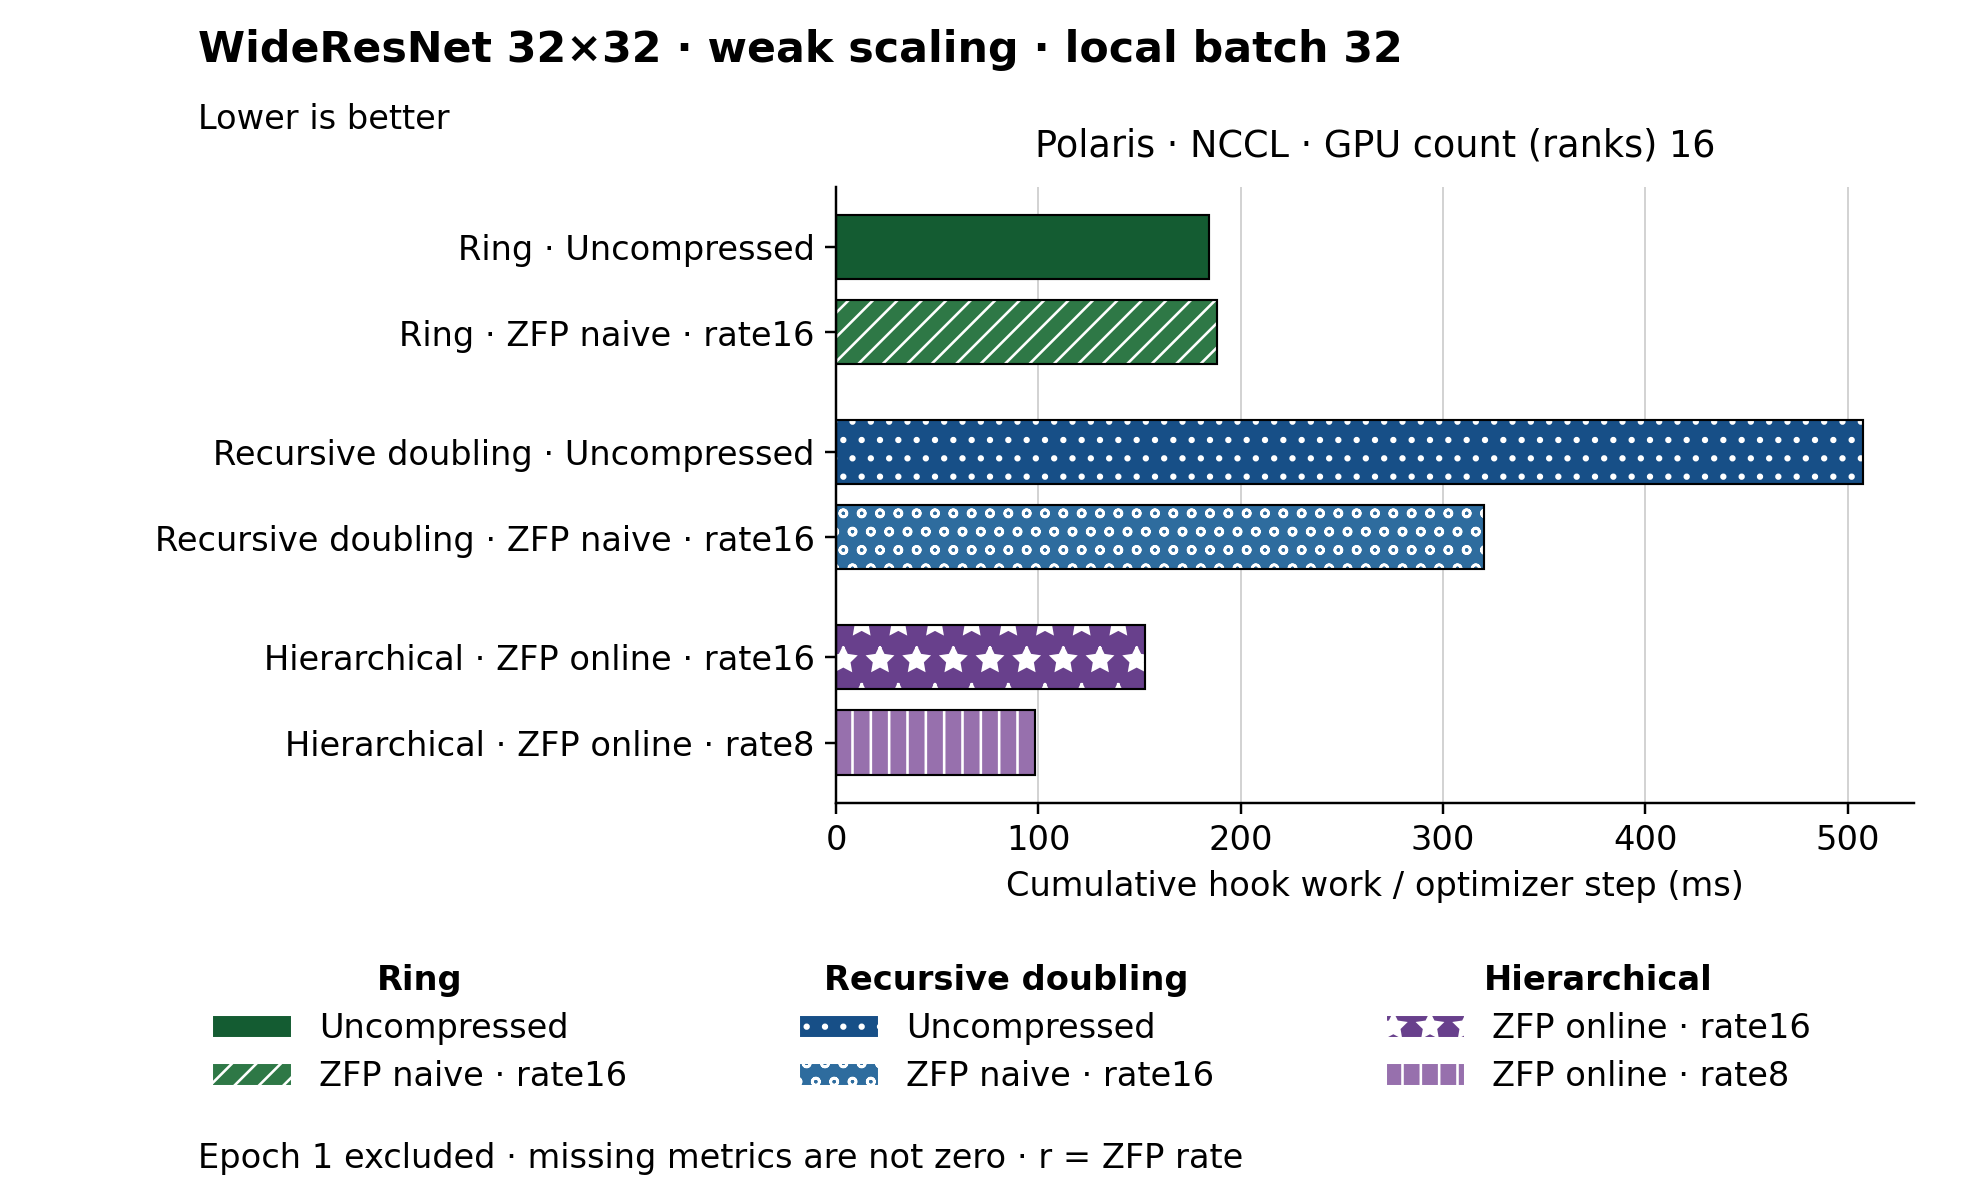 WideResNet 32×32 · weak scaling · local batch 32
Lower is better
Polaris · NCCL · GPU count (ranks) 16
Ring · Uncompressed
Ring · ZFP naive · rate16
Recursive doubling · Uncompressed
Recursive doubling · ZFP naive · rate16
Hierarchical · ZFP online · rate16
Hierarchical · ZFP online · rate8
0 100 200 300 400 500
Cumulative hook work / optimizer step (ms)
Ring Recursive doubling Hierarchical
Uncompressed Uncompressed ZFP online · rate16
ZFP naive · rate16 ZFP naive · rate16 ZFP online · rate8
Epoch 1 excluded · missing metrics are not zero · r = ZFP rate